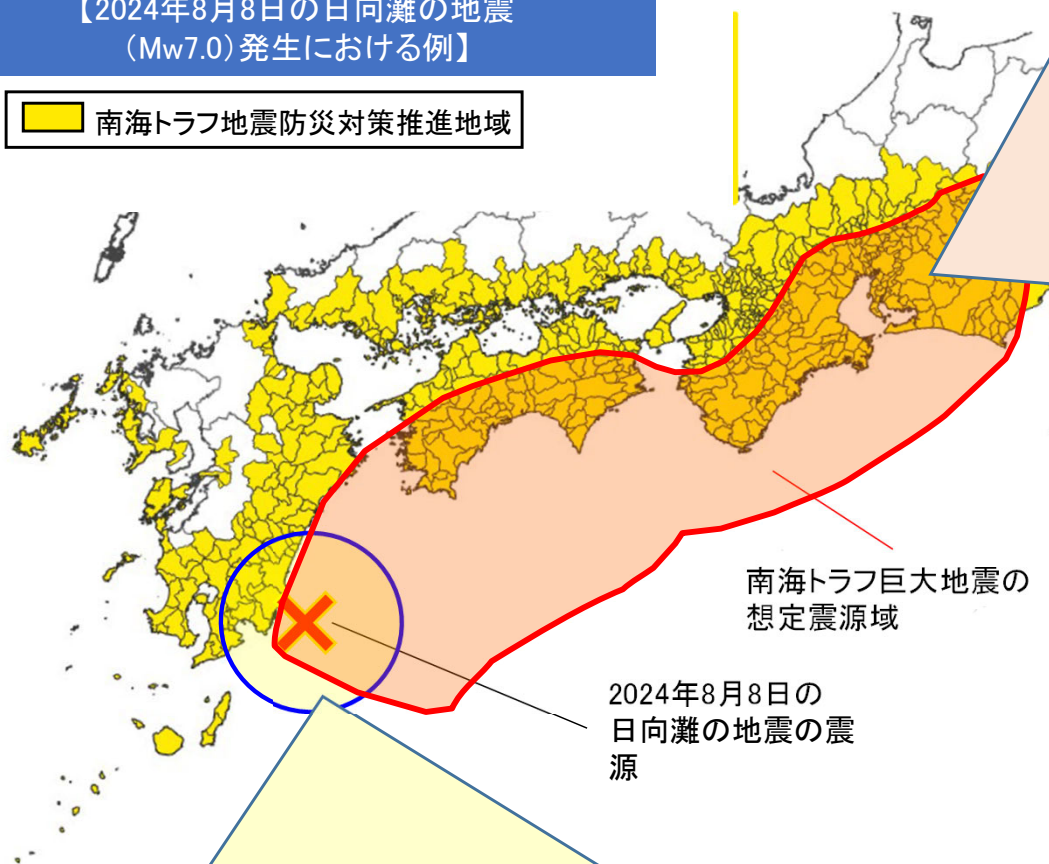 【2024年8月8日の日向灘の地震
（Mw7.0）発生における例】
南海トラフ地震防災対策推進地域
南海トラフ巨大地震の
想定震源域
2024年8月8日の
日向灘の地震の震
源